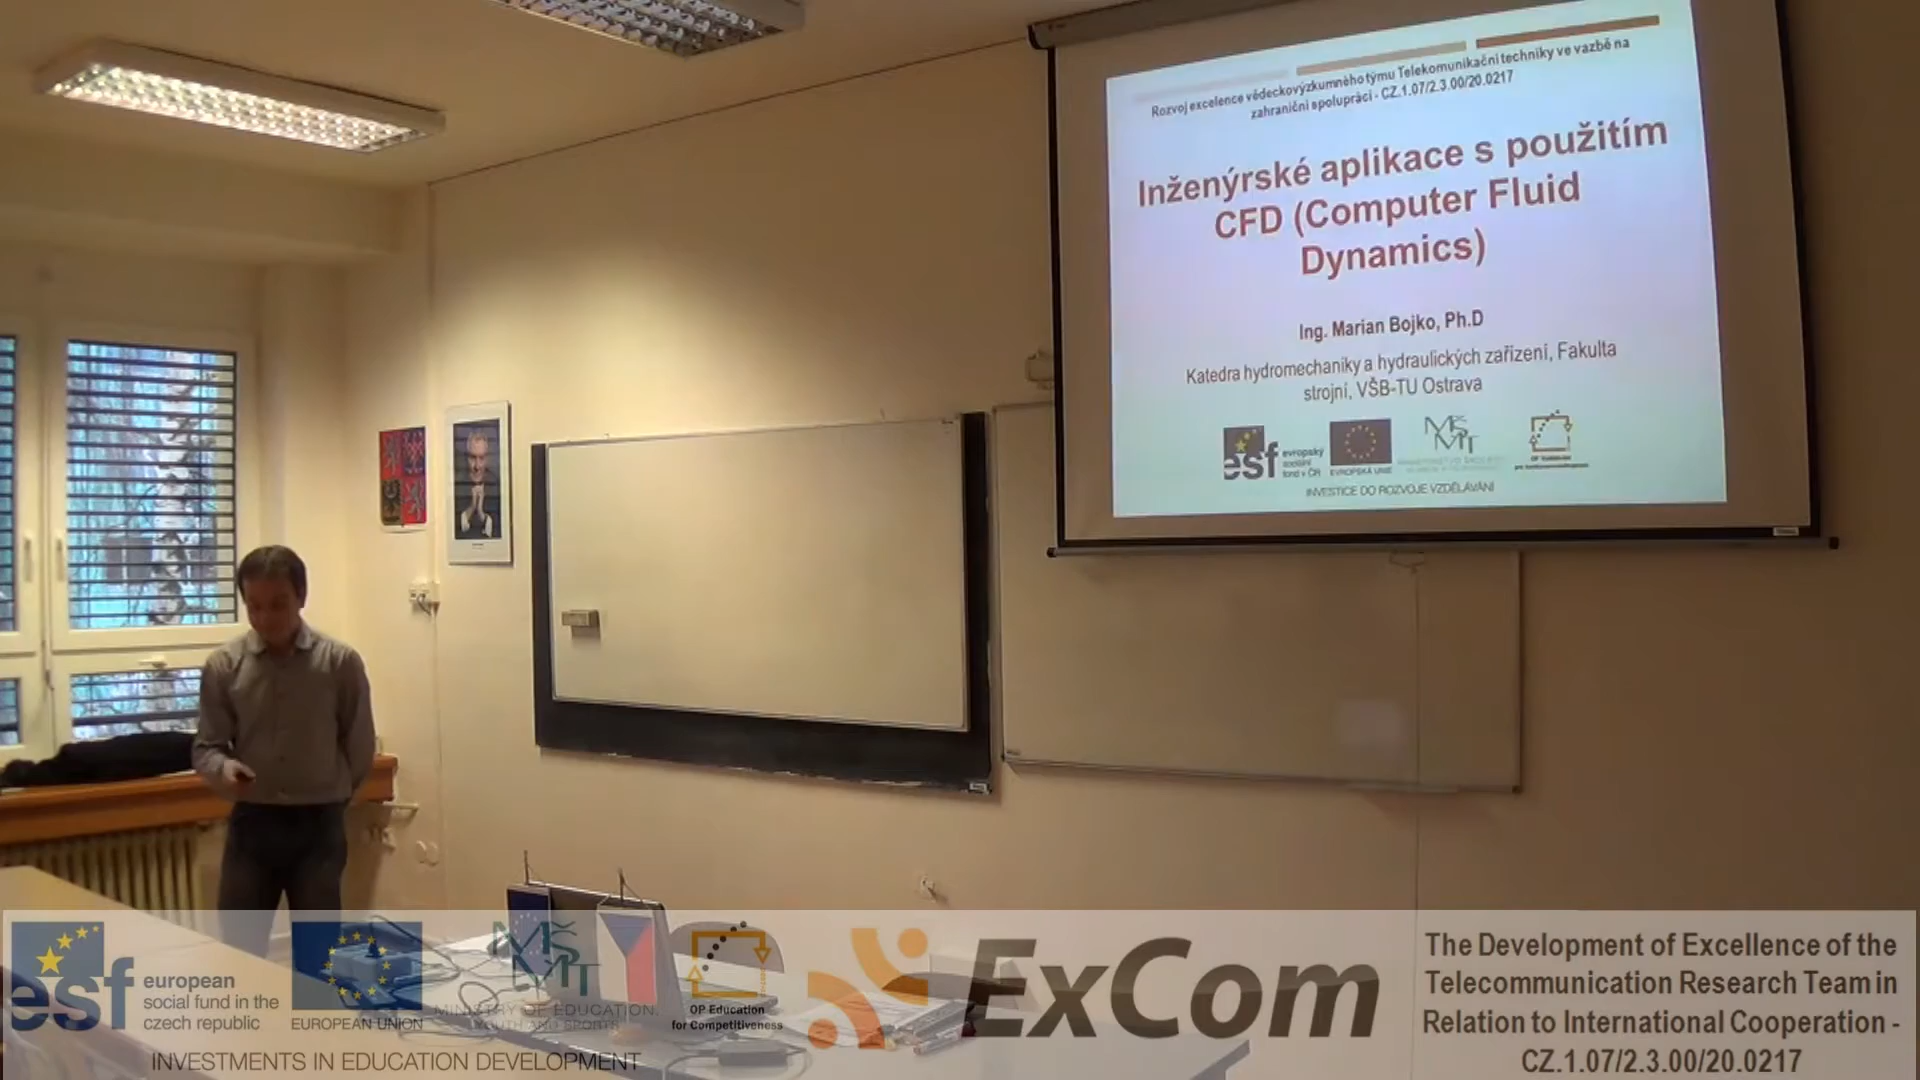 Rozvoj excelence vědeckovýzkumného týmu Telekomunikační techniky ve vazbě na
zahraniční spolupráci - CZ.1.07/2.3.00/20.0217
Inženýrské aplikace s použitím
CFD (Computer Fluid
Dynamics)
Ing. Marian Bojko, Ph.D
Katedra hydromechaniky a hydraulických zařízení, Fakulta
strojní, VŠB-TU Ostrava
esf evropský
sociální
fond v ČR
EVROPSKÁ UNIE
MŠMT
INVESTICE DO ROZVOJE VZDĚLÁVÁNÍ
esf european
social fund in the
czech republic
EUROPEAN UNION
MŠMT
MINISTRY OF EDUCATION,
YOUTH AND SPORTS
OP Education
for Competitiveness
INVESTMENTS IN EDUCATION DEVELOPMENT
ExCom
The Development of Excellence of the
Telecommunication Research Team in
Relation to International Cooperation -
CZ.1.07/2.3.00/20.0217